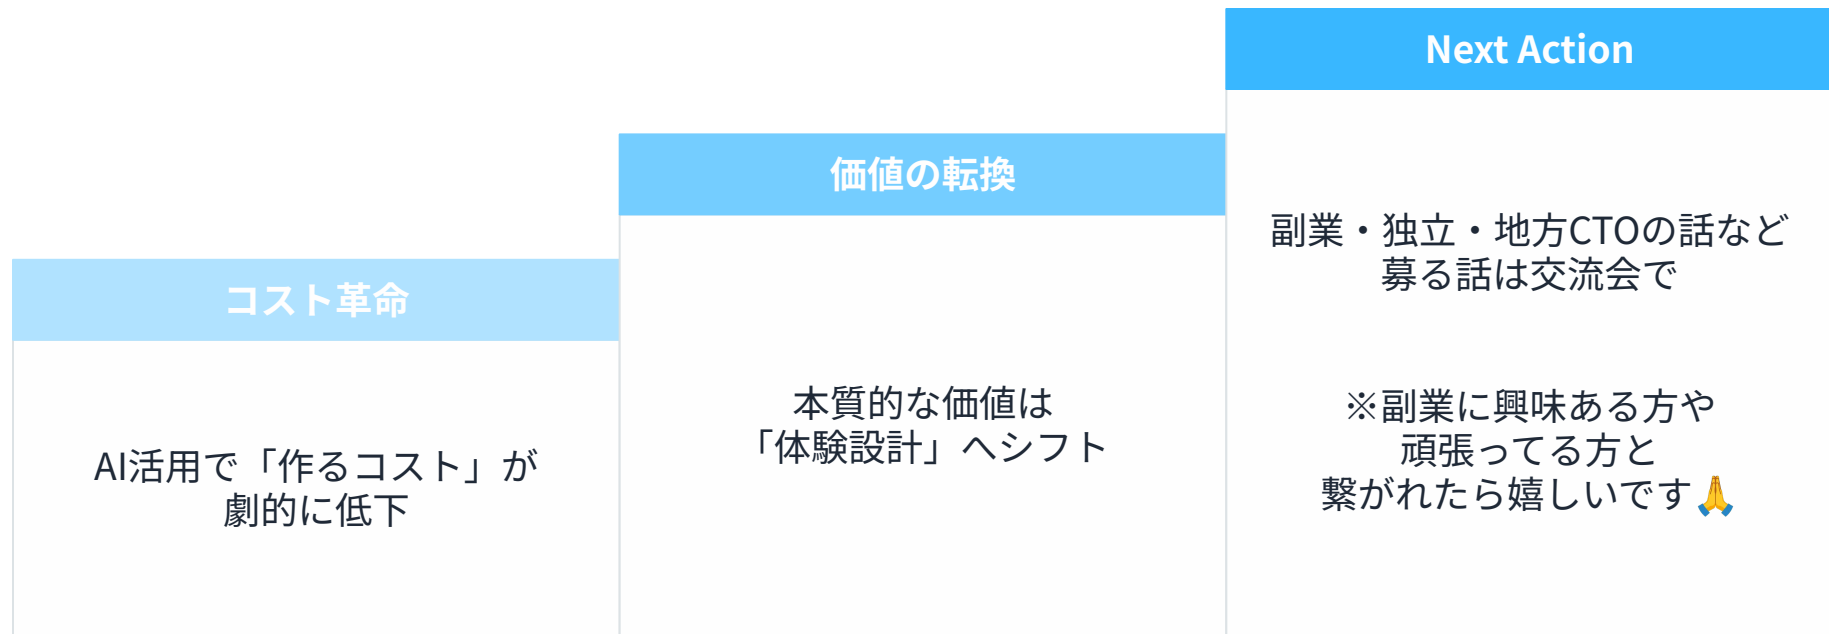 コスト革命
AI活用で「作るコスト」が
劇的に低下
価値の転換
本質的な価値は
「体験設計」へシフト
Next Action
副業・独立・地方CTOの話など
募る話は交流会で
※副業に興味ある方や
頑張ってる方と
繋がれたら嬉しいです🙏